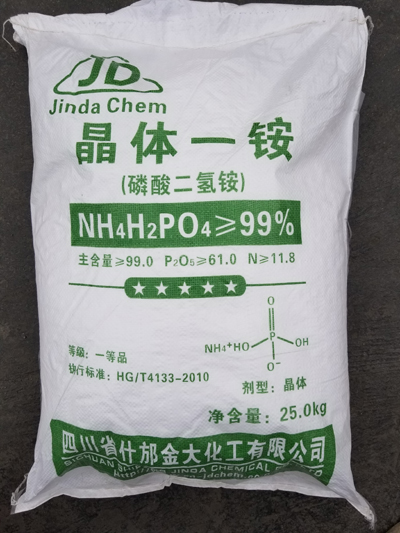 JD
Jinda Chem
晶体一铵
(磷酸二氢铵)
NH4H2PO4≥99%
主含量≥99.0 P2O5≥61.0 N≥11.8
O
NH4+HO P OH
O-
等级: 一等品
执行标准: HG/T4133-2010
剂型: 晶体
净含量: 25.0kg
四川省什邡金大化工有限公司
JINDA CHEMICAL